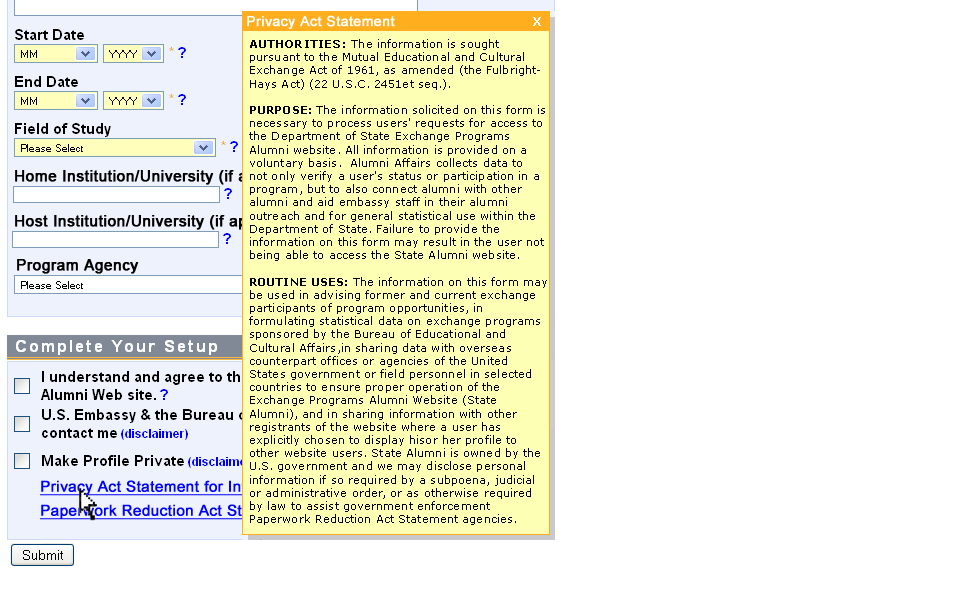 Start Date
MM YYYY * ?
End Date
MM YYYY * ?
Field of Study
Please Select * ?
Home Institution/University (if a
?
Host Institution/University (if ap
?
Program Agency
Please Select
Complete Your Setup
I understand and agree to th
Alumni Web site. ?
U.S. Embassy & the Bureau
contact me (disclaimer)
Make Profile Private (disclaime
Privacy Act Statement for In
Paperwork Reduction Act St
Submit
Privacy Act Statement X
AUTHORITIES: The information is sought
pursuant to the Mutual Educational and Cultural
Exchange Act of 1961, as amended (the Fulbright-
Hays Act) (22 U.S.C. 2451et seq.).
PURPOSE: The information solicited on this form is
necessary to process users' requests for access to
the Department of State Exchange Programs
Alumni website. All information is provided on a
voluntary basis. Alumni Affairs collects data to
not only verify a user's status or participation in a
program, but to also connect alumni with other
alumni and aid embassy staff in their alumni
outreach and for general statistical use within the
Department of State. Failure to provide the
information on this form may result in the user not
being able to access the State Alumni website.
ROUTINE USES: The information on this form may
be used in advising former and current exchange
participants of program opportunities, in
formulating statistical data on exchange programs
sponsored by the Bureau of Educational and
Cultural Affairs,in sharing data with overseas
counterpart offices or agencies of the United
States government or field personnel in selected
countries to ensure proper operation of the
Exchange Programs Alumni Website (State
Alumni), and in sharing information with other
registrants of the website where a user has
explicitly chosen to display hisor her profile to
other website users. State Alumni is owned by the
U.S. government and we may disclose personal
information if so required by a subpoena, judicial
or administrative order, or as otherwise required
by law to assist government enforcement
Paperwork Reduction Act Statement agencies.